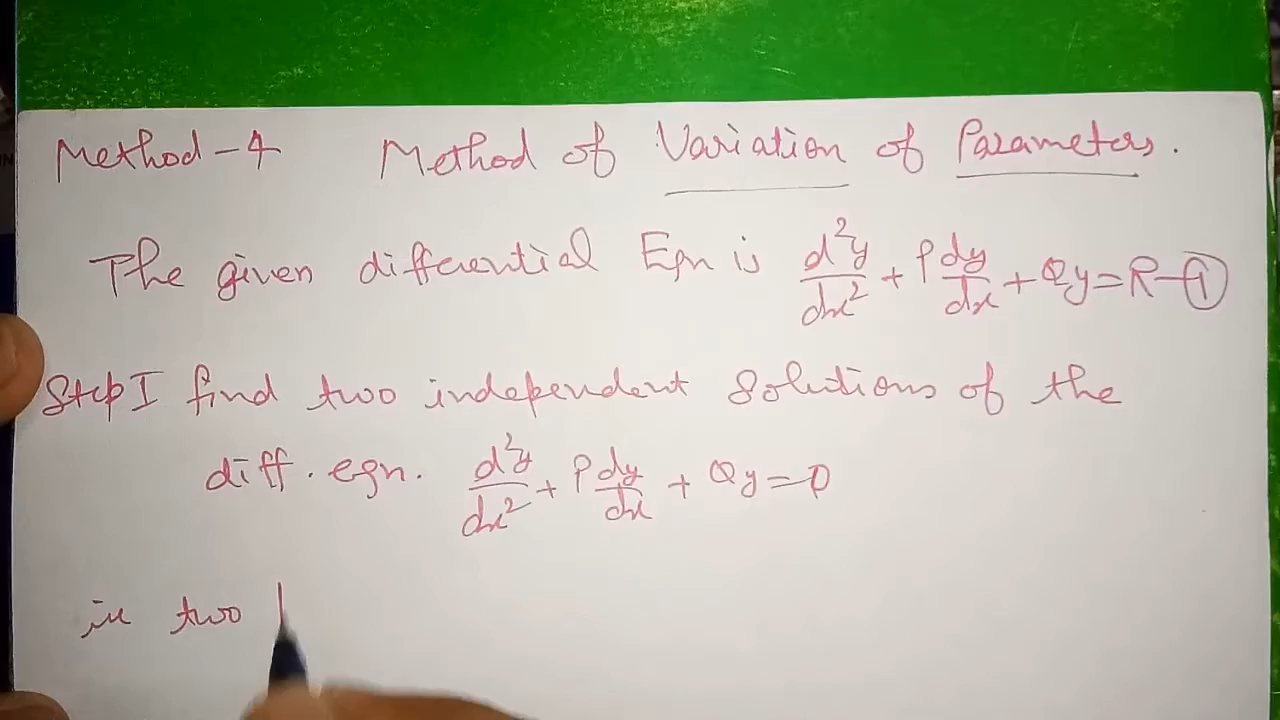 Method-4 Method of Variation of Parameters.
The given differential Eqn is d²y/dx² + P dy/dx + Qy = R - ①
Step I find two independent solutions of the
diff. eqn. d²y/dx² + P dy/dx + Qy = 0
in two